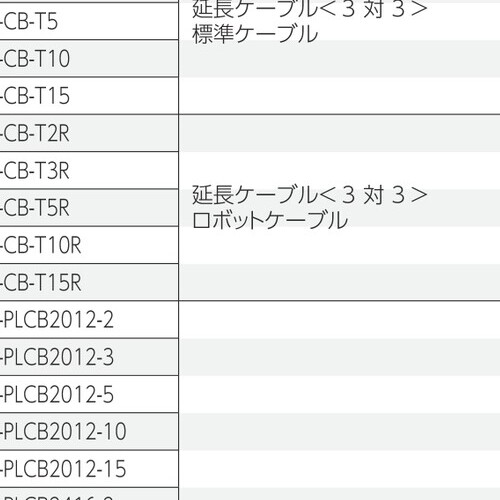 -CB-T5
延長ケーブル＜３ 対 ３＞
標準ケーブル
-CB-T10
-CB-T15
-CB-T2R
-CB-T3R
-CB-T5R
-CB-T10R
-CB-T15R
延長ケーブル＜３ 対 ３＞
ロボットケーブル
-PLCB2012-2
-PLCB2012-3
-PLCB2012-5
-PLCB2012-10
-PLCB2012-15